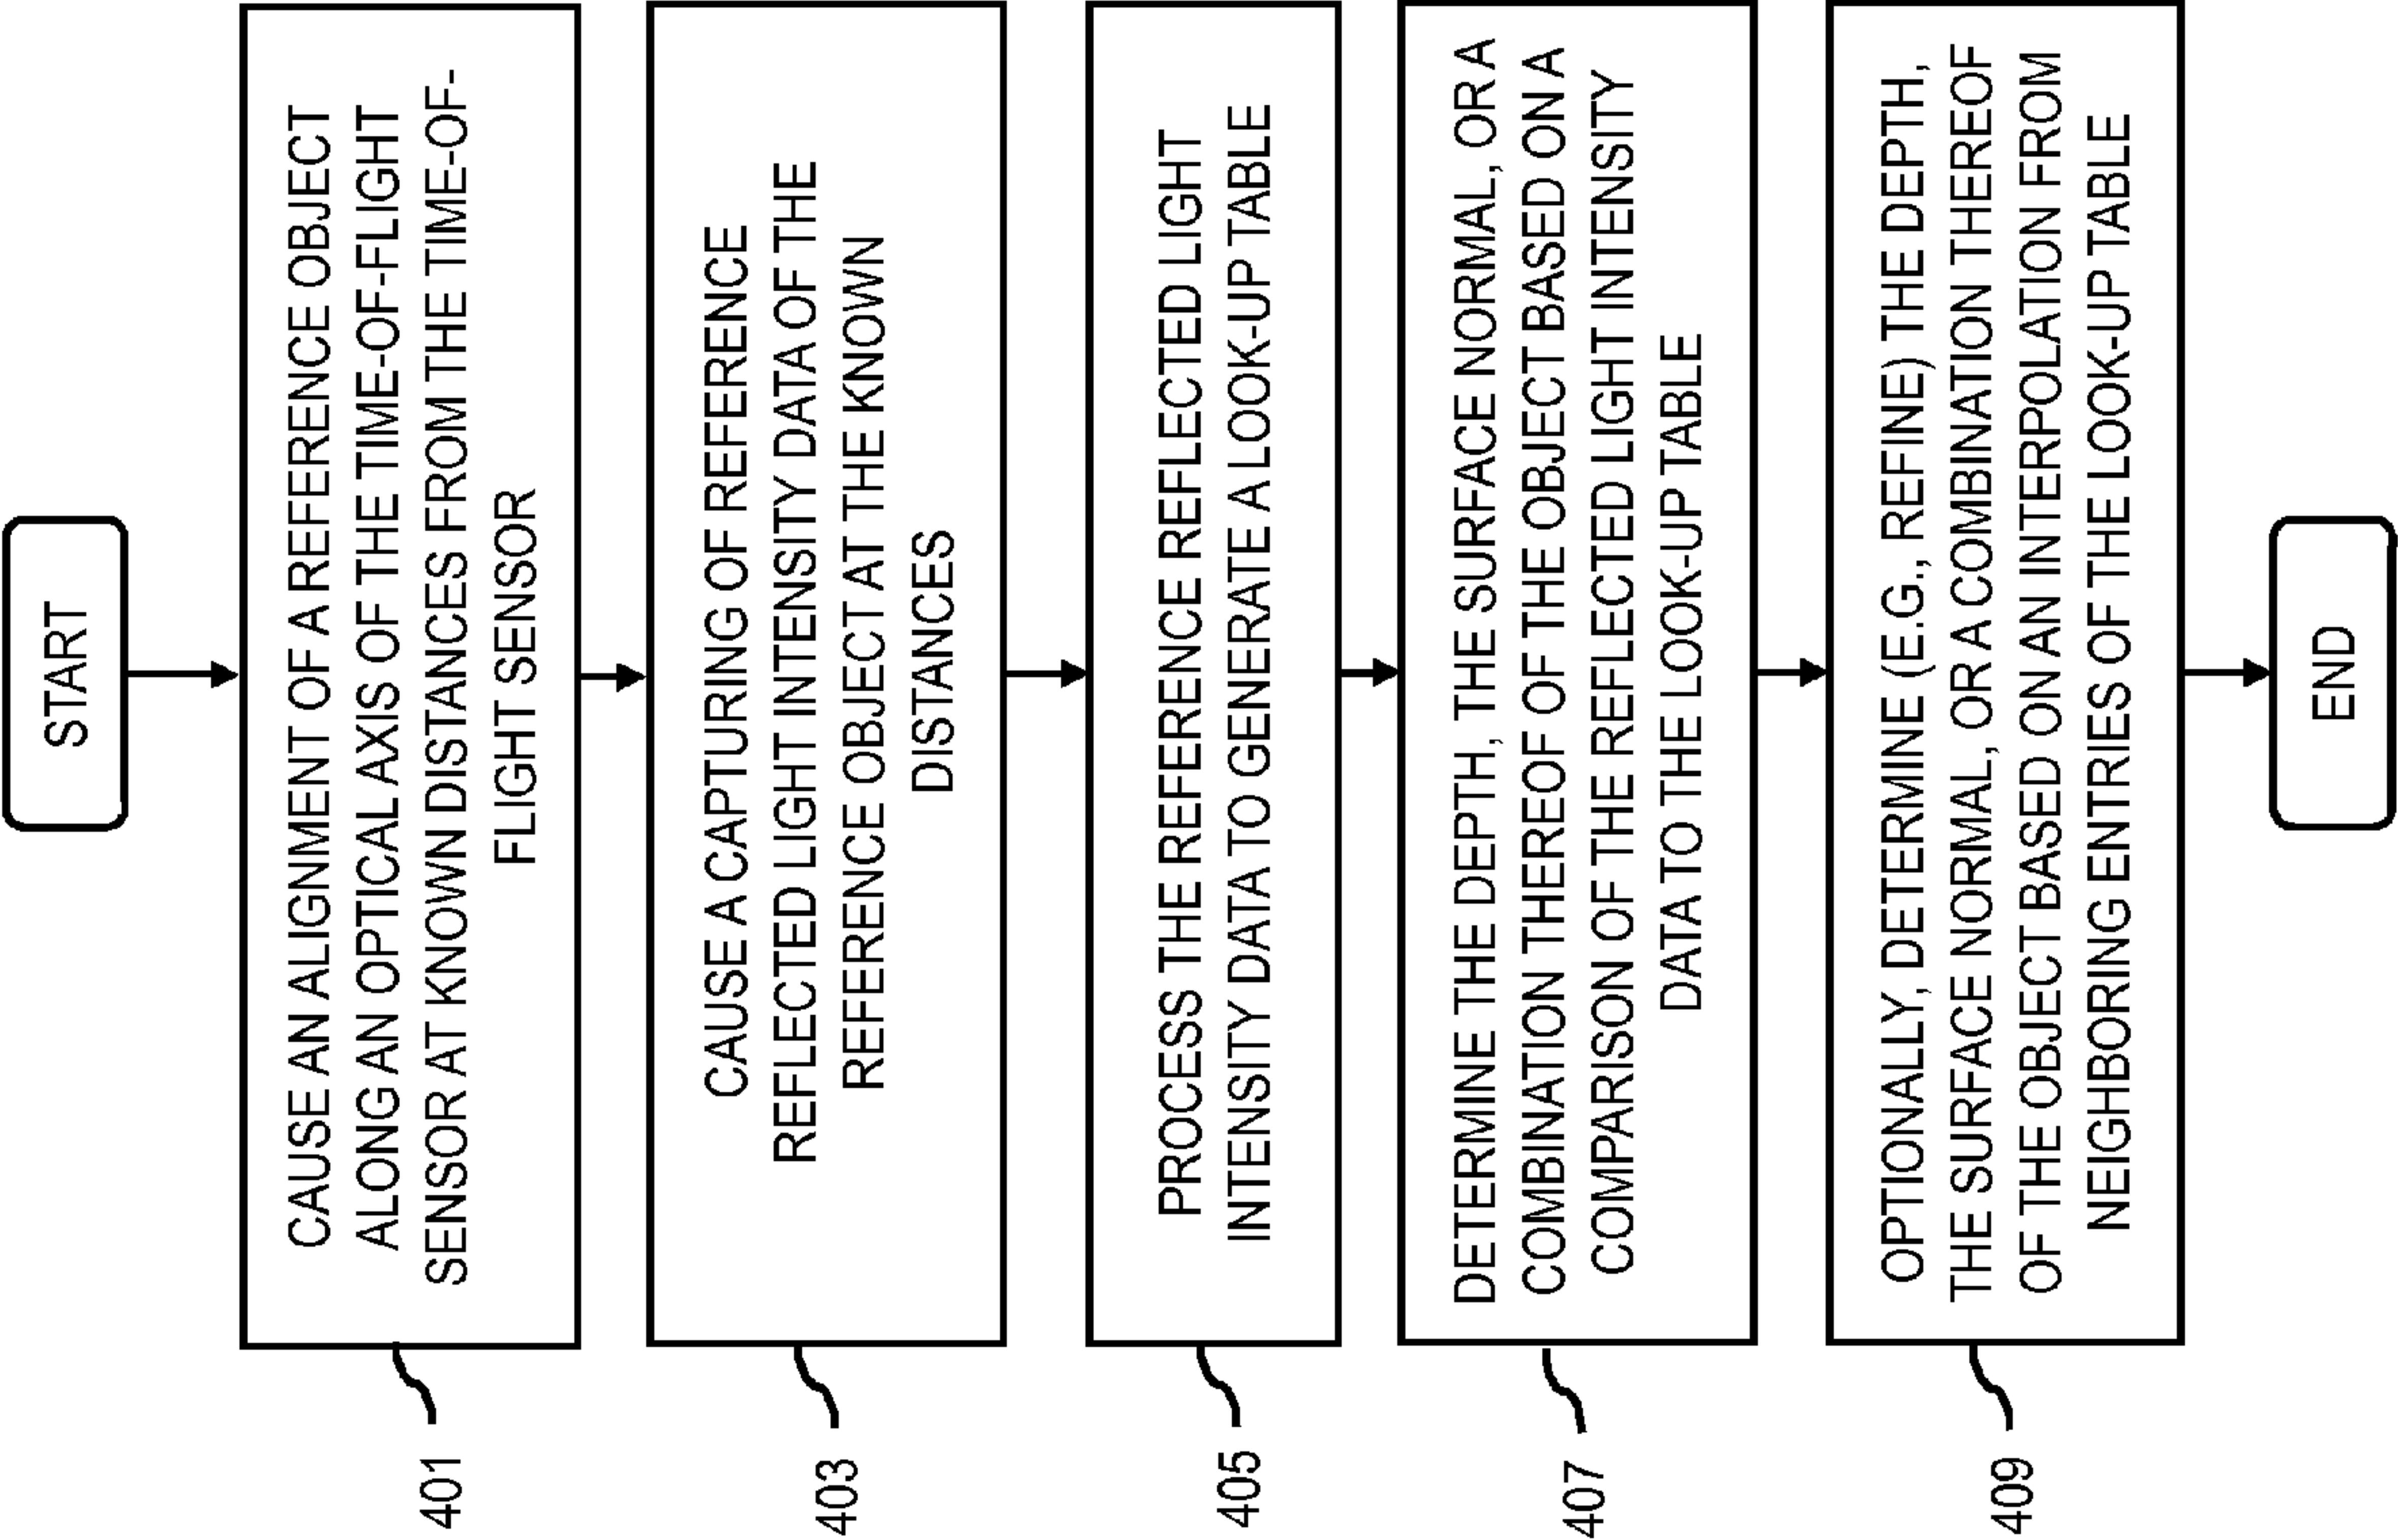 START
401
CAUSE AN ALIGNMENT OF A REFERENCE OBJECT
ALONG AN OPTICAL AXIS OF THE TIME-OF-FLIGHT
SENSOR AT KNOWN DISTANCES FROM THE TIME-OF-
FLIGHT SENSOR
403
CAUSE A CAPTURING OF REFERENCE
REFLECTED LIGHT INTENSITY DATA OF THE
REFERENCE OBJECT AT THE KNOWN
DISTANCES
405
PROCESS THE REFERENCE REFLECTED LIGHT
INTENSITY DATA TO GENERATE A LOOK-UP TABLE
407
DETERMINE THE DEPTH, THE SURFACE NORMAL, OR A
COMBINATION THEREOF OF THE OBJECT BASED ON A
COMPARISON OF THE REFLECTED LIGHT INTENSITY
DATA TO THE LOOK-UP TABLE
409
OPTIONALLY, DETERMINE (E.G., REFINE) THE DEPTH,
THE SURFACE NORMAL, OR A COMBINATION THEREOF
OF THE OBJECT BASED ON AN INTERPOLATION FROM
NEIGHBORING ENTRIES OF THE LOOK-UP TABLE
END